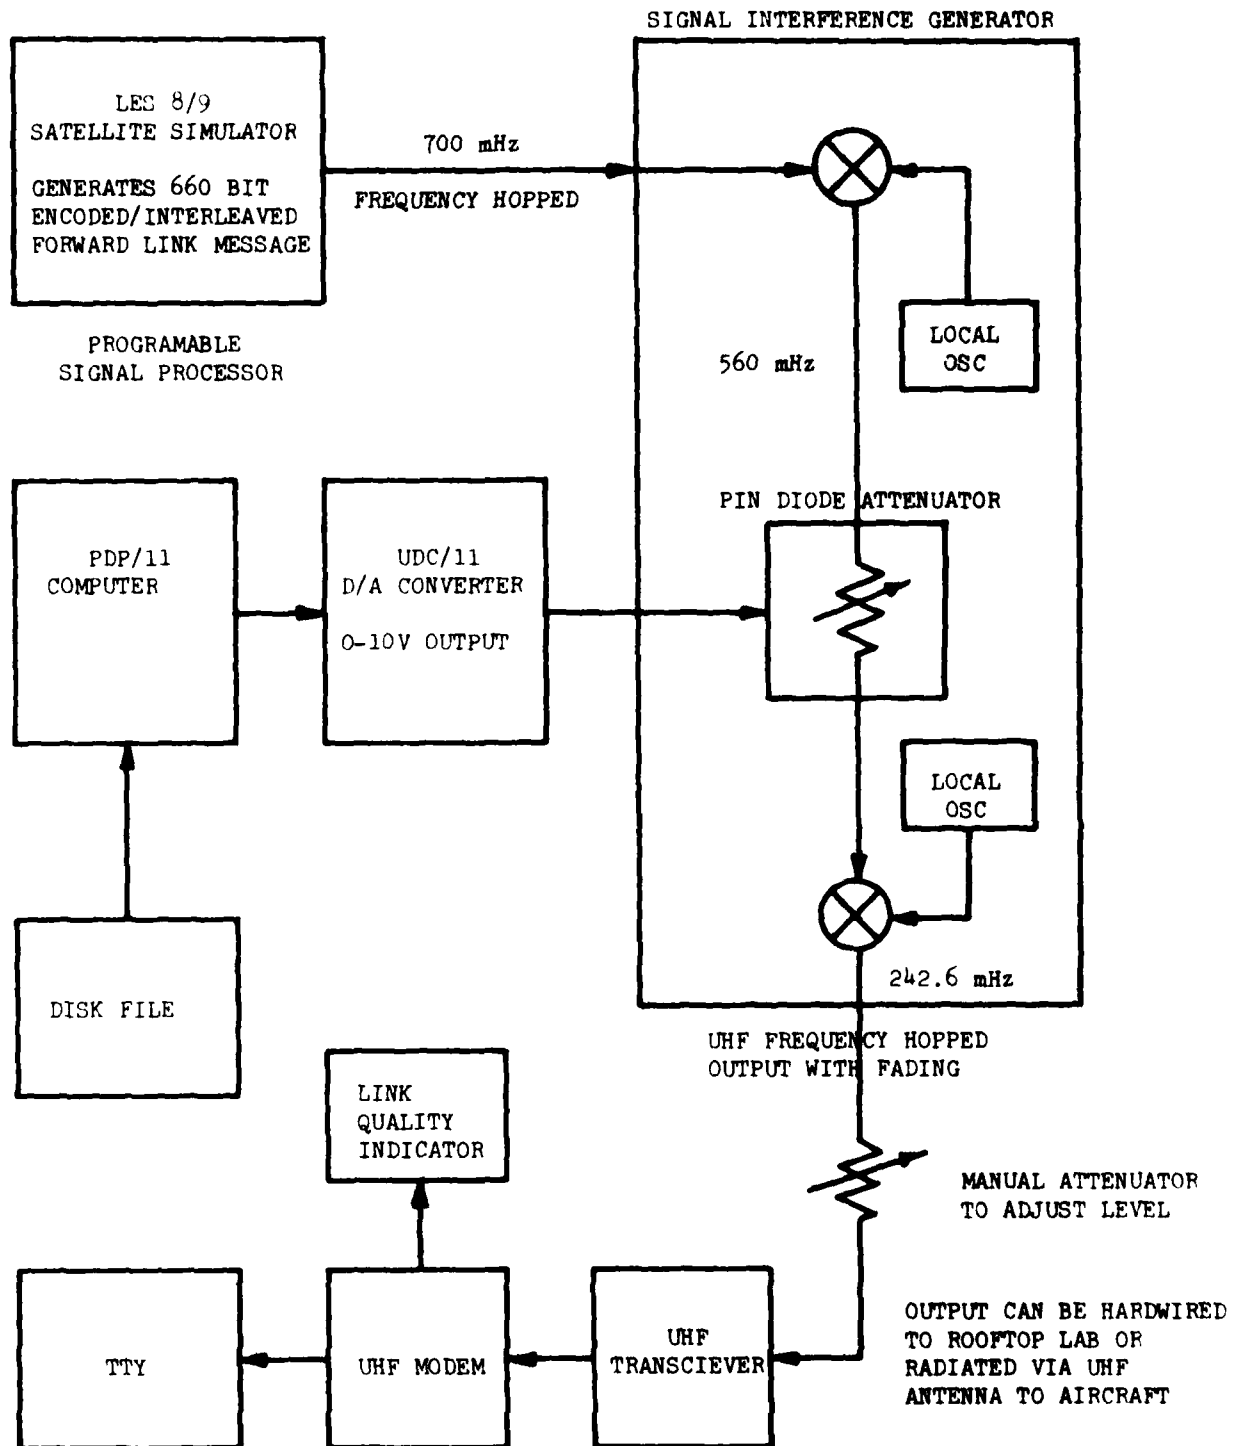 SIGNAL INTERFERENCE GENERATOR
LES 8/9
SATELLITE SIMULATOR
GENERATES 660 BIT
ENCODED/INTERLEAVED
FORWARD LINK MESSAGE
700 mHz
FREQUENCY HOPPED
PROGRAMABLE
SIGNAL PROCESSOR
LOCAL
OSC
560 mHz
PIN DIODE ATTENUATOR
PDP/11
COMPUTER
UDC/11
D/A CONVERTER
0-10V OUTPUT
LOCAL
OSC
242.6 mHz
DISK FILE
UHF FREQUENCY HOPPED
OUTPUT WITH FADING
LINK
QUALITY
INDICATOR
MANUAL ATTENUATOR
TO ADJUST LEVEL
TTY
UHF MODEM
UHF
TRANSCIEVER
OUTPUT CAN BE HARDWIRED
TO ROOFTOP LAB OR
RADIATED VIA UHF
ANTENNA TO AIRCRAFT